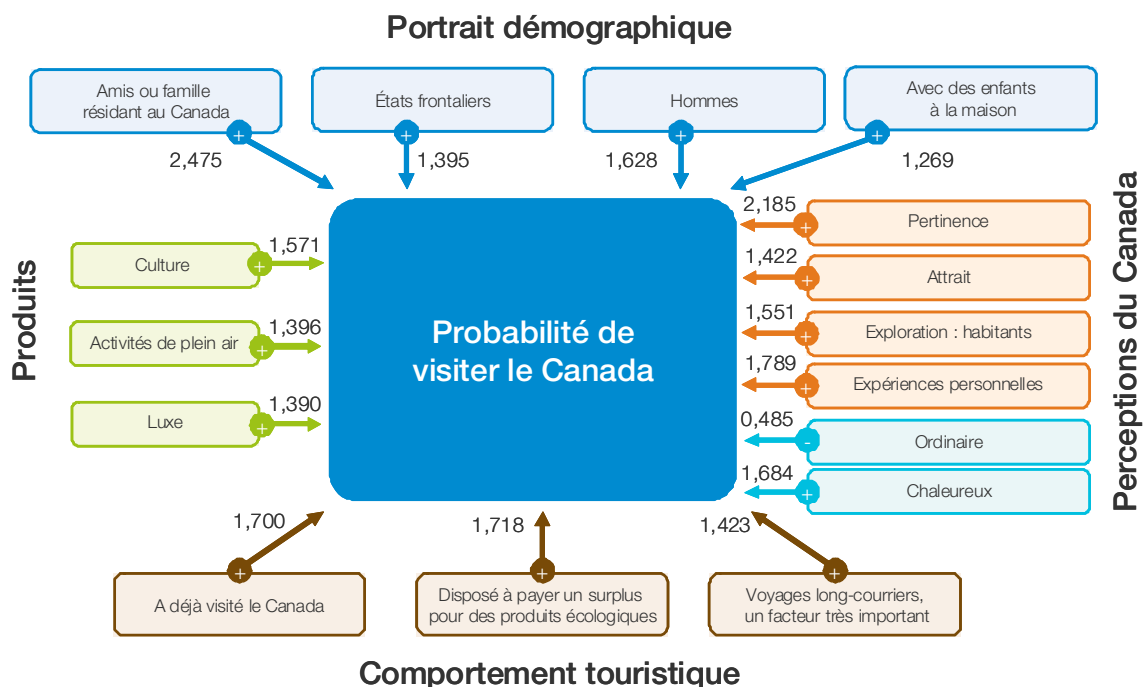 Portrait démographique
Amis ou famille
résidant au Canada
États frontaliers
Hommes
Avec des enfants
à la maison
+
+
+
+
2,475
1,395
1,628
1,269
Produits
Culture
+
1,571
Activités de plein air
+
1,396
Luxe
+
1,390
Probabilité de
visiter le Canada
Perceptions du Canada
2,185
+
Pertinence
1,422
+
Attrait
1,551
+
Exploration : habitants
1,789
+
Expériences personnelles
0,485
-
Ordinaire
1,684
+
Chaleureux
1,700
1,718
1,423
+
+
+
A déjà visité le Canada
Disposé à payer un surplus
pour des produits écologiques
Voyages long-courriers,
un facteur très important
Comportement touristique